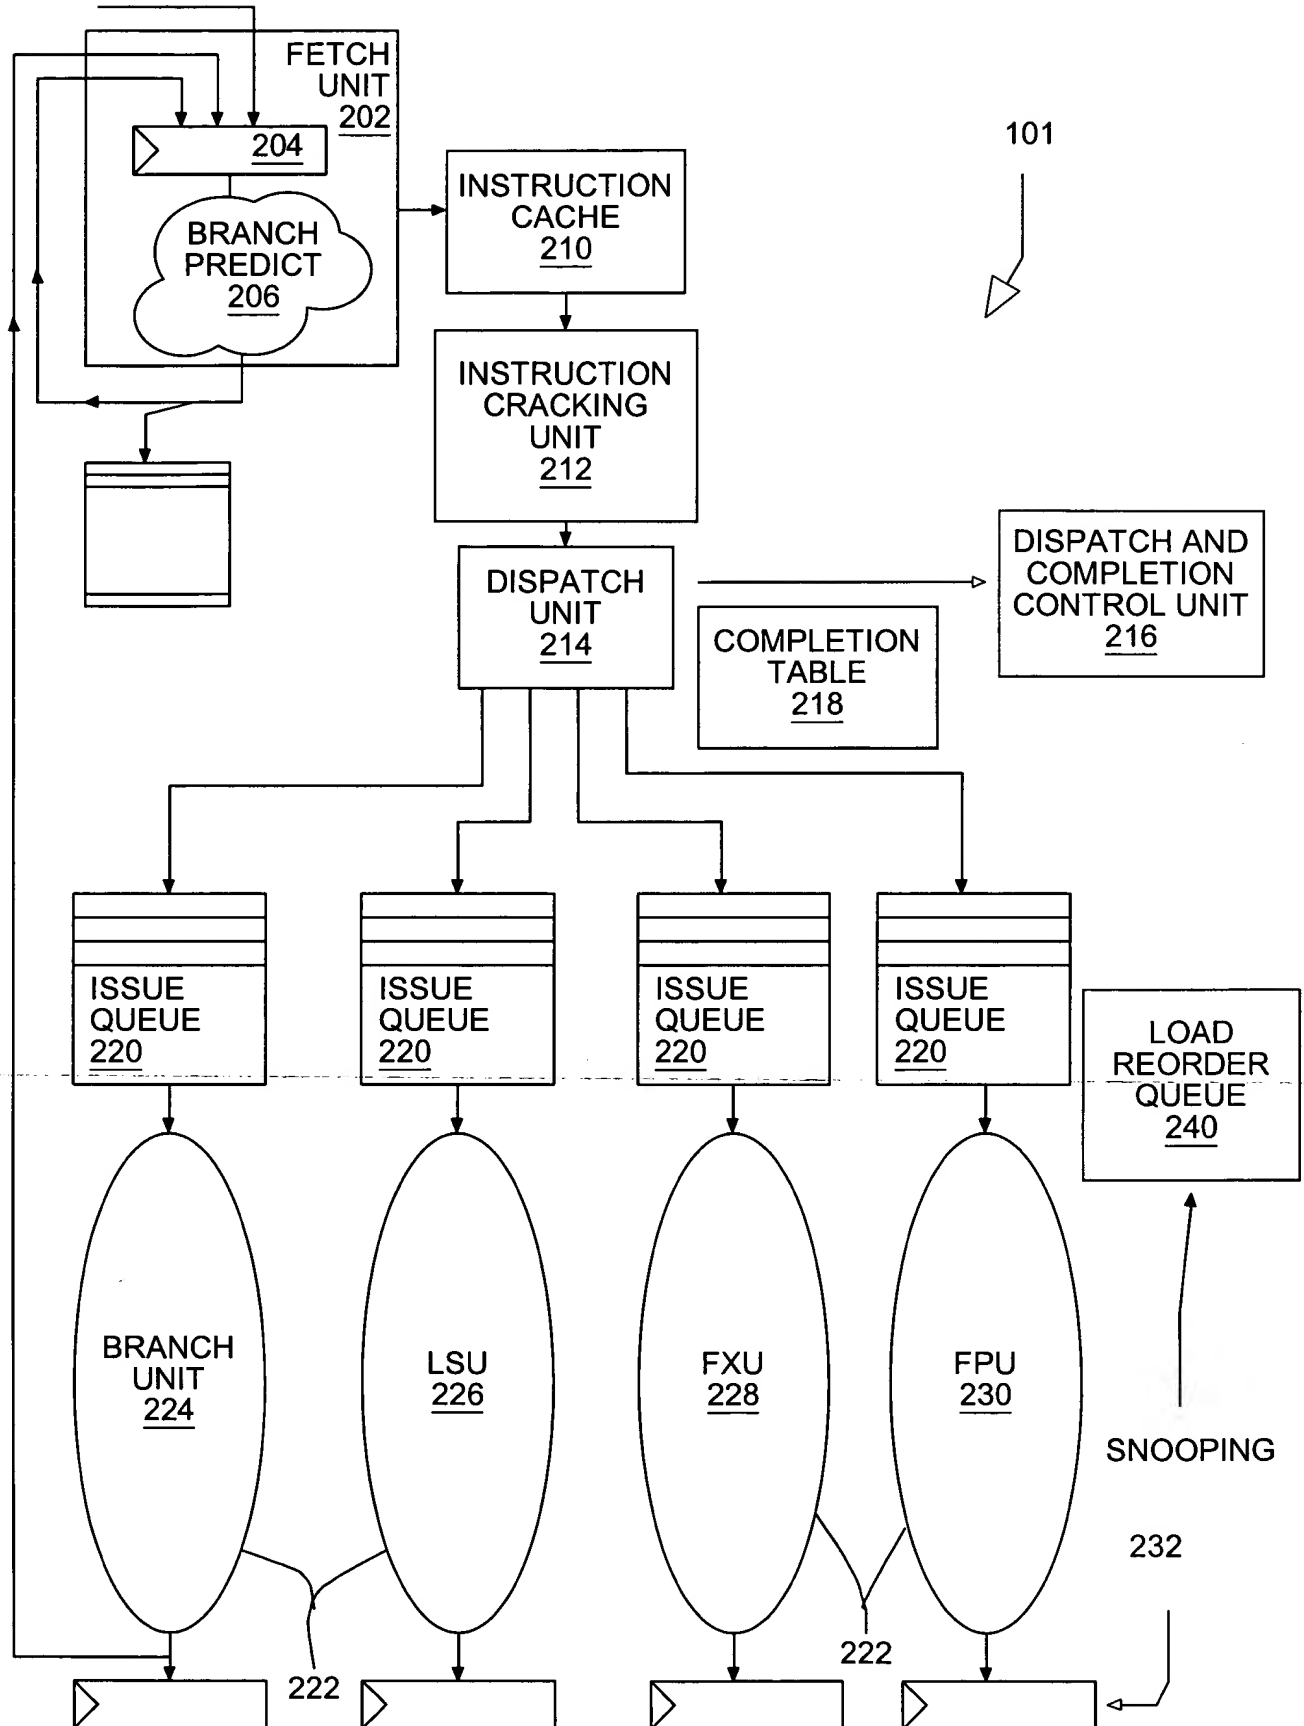 FETCH
UNIT
202
204
BRANCH
PREDICT
206
101
INSTRUCTION
CACHE
210
INSTRUCTION
CRACKING
UNIT
212
DISPATCH
UNIT
214
DISPATCH AND
COMPLETION
CONTROL UNIT
216
COMPLETION
TABLE
218
ISSUE
QUEUE
220
ISSUE
QUEUE
220
ISSUE
QUEUE
220
ISSUE
QUEUE
220
LOAD
REORDER
QUEUE
240
BRANCH
UNIT
224
LSU
226
FXU
228
FPU
230
SNOOPING
232
222
222